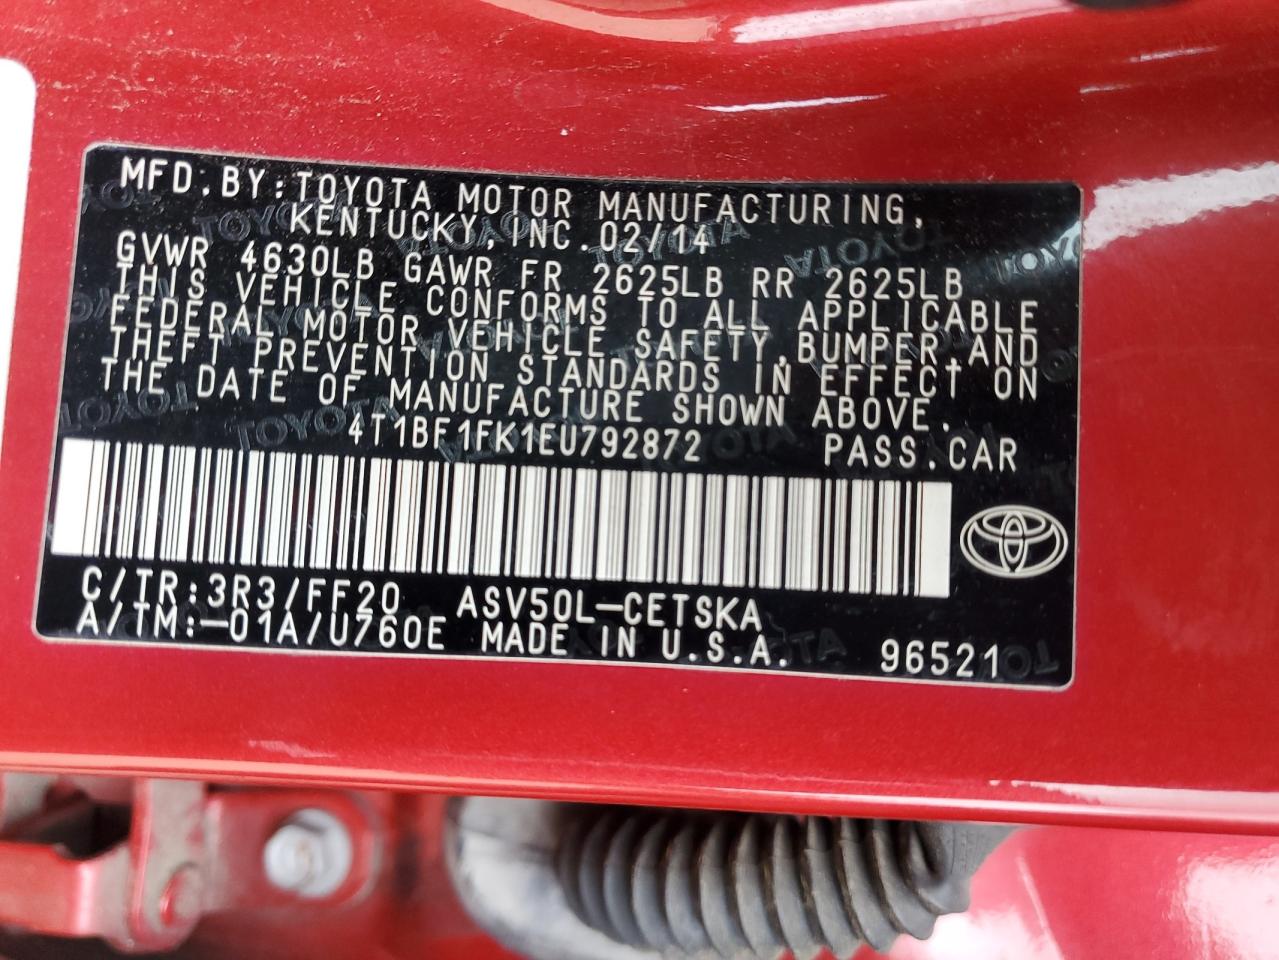 MFD.BY:TOYOTA MOTOR MANUFACTURING,
KENTUCKY,INC.02/14
GVWR 4630LB GAWR FR 2625LB RR 2625LB
THIS VEHICLE CONFORMS TO ALL APPLICABLE
FEDERAL MOTOR VEHICLE SAFETY,BUMPER,AND
THEFT PREVENTION STANDARDS IN EFFECT ON
THE DATE OF MANUFACTURE SHOWN ABOVE.
4T1BF1FK1EU792872 PASS.CAR
C/TR:3R3/FF20 ASV50L-CETSKA
A/TM:-01A/U760E MADE IN U.S.A. 96521